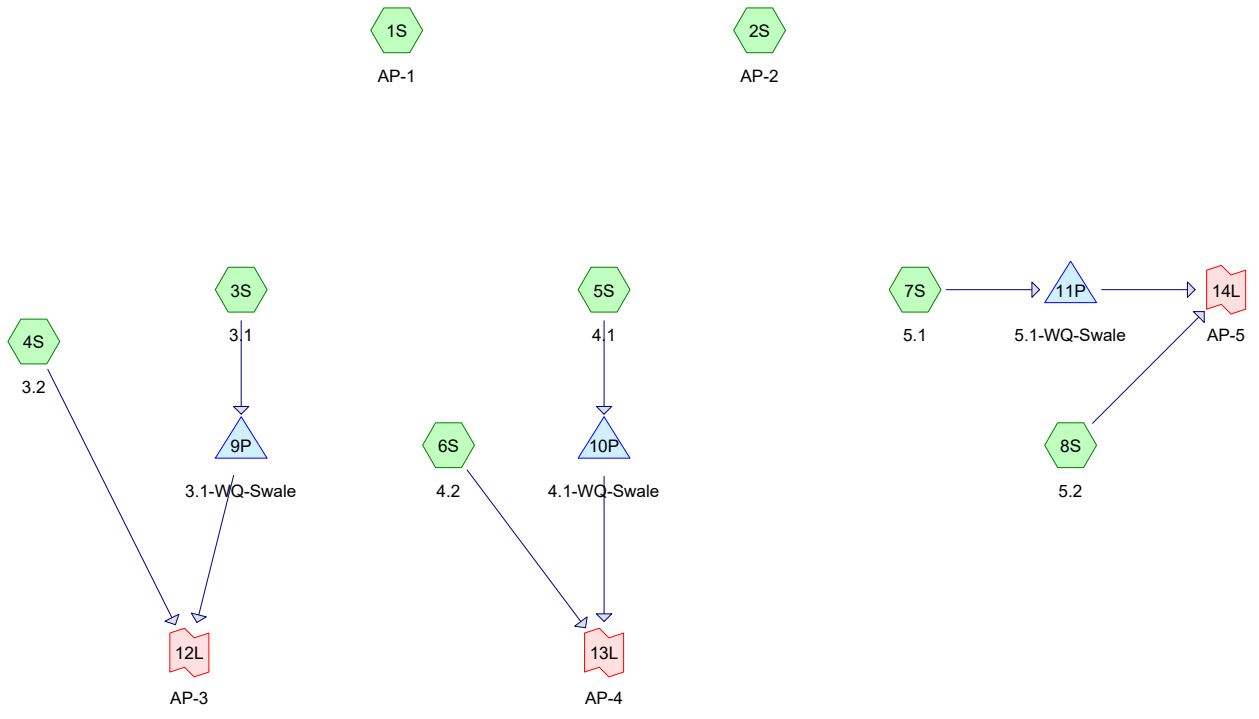 1S
AP-1
2S
AP-2
3S
3.1
4S
3.2
5S
4.1
7S
5.1
11P
5.1-WQ-Swale
14L
AP-5
9P
3.1-WQ-Swale
6S
4.2
10P
4.1-WQ-Swale
8S
5.2
12L
AP-3
13L
AP-4